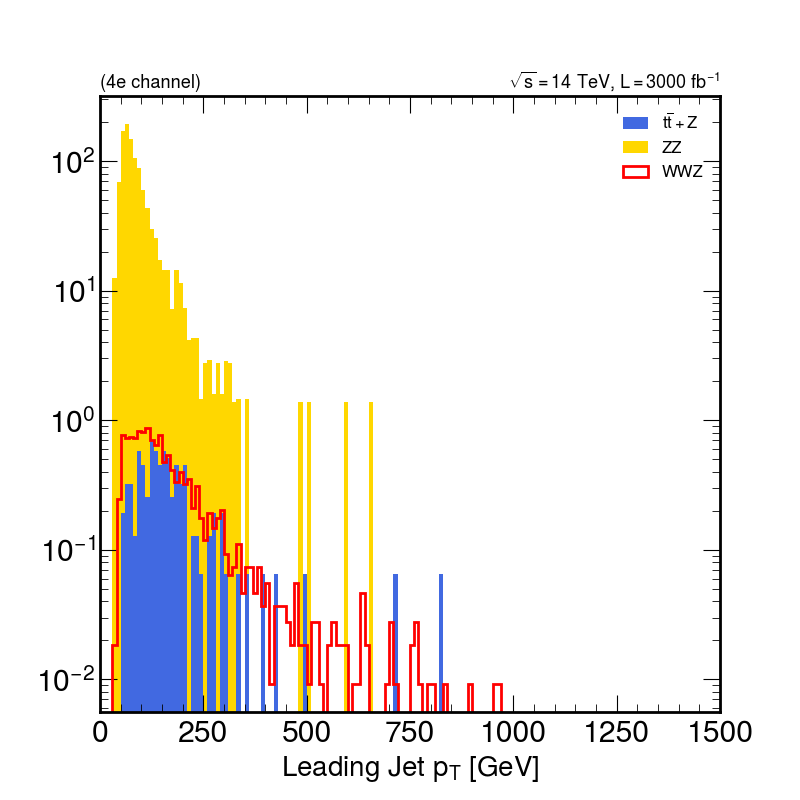 (4e channel) √s = 14 TeV, L = 3000 fb⁻¹
tt̄ + Z
ZZ
WWZ
10²
10¹
10⁰
10⁻¹
10⁻²
0 250 500 750 1000 1250 1500
Leading Jet p_T [GeV]